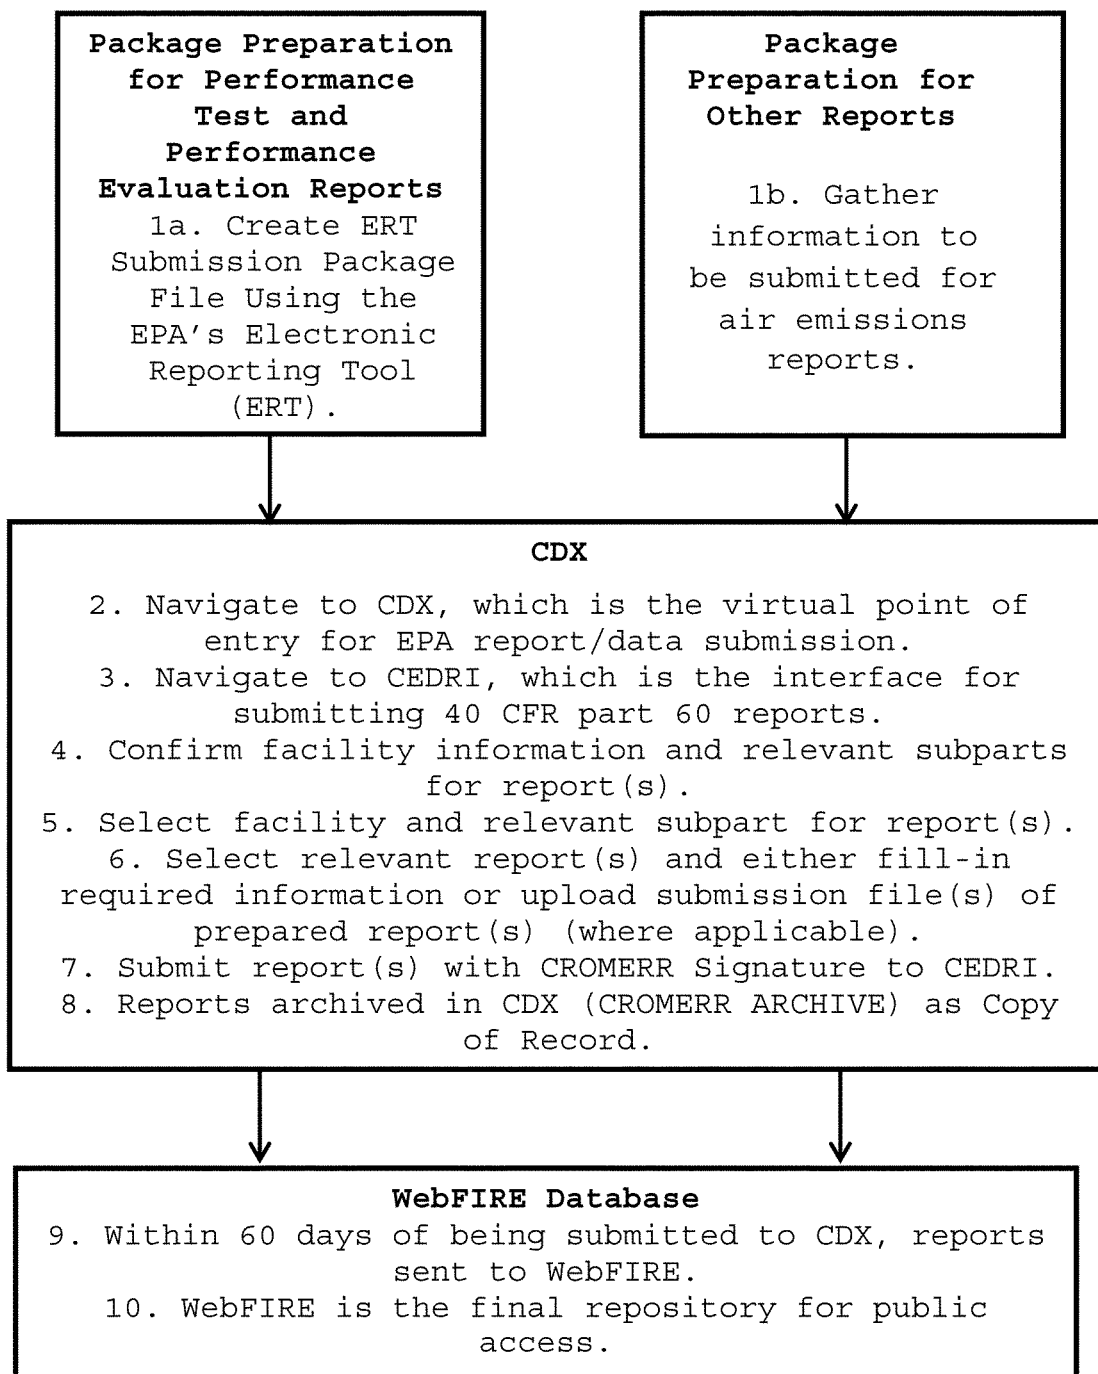 Package Preparation
for Performance
Test and
Performance
Evaluation Reports
1a. Create ERT
Submission Package
File Using the
EPA's Electronic
Reporting Tool
(ERT).
Package
Preparation for
Other Reports
1b. Gather
information to
be submitted for
air emissions
reports.
CDX
2. Navigate to CDX, which is the virtual point of
entry for EPA report/data submission.
3. Navigate to CEDRI, which is the interface for
submitting 40 CFR part 60 reports.
4. Confirm facility information and relevant subparts
for report(s).
5. Select facility and relevant subpart for report(s).
6. Select relevant report(s) and either fill-in
required information or upload submission file(s) of
prepared report(s) (where applicable).
7. Submit report(s) with CROMERR Signature to CEDRI.
8. Reports archived in CDX (CROMERR ARCHIVE) as Copy
of Record.
WebFIRE Database
9. Within 60 days of being submitted to CDX, reports
sent to WebFIRE.
10. WebFIRE is the final repository for public
access.